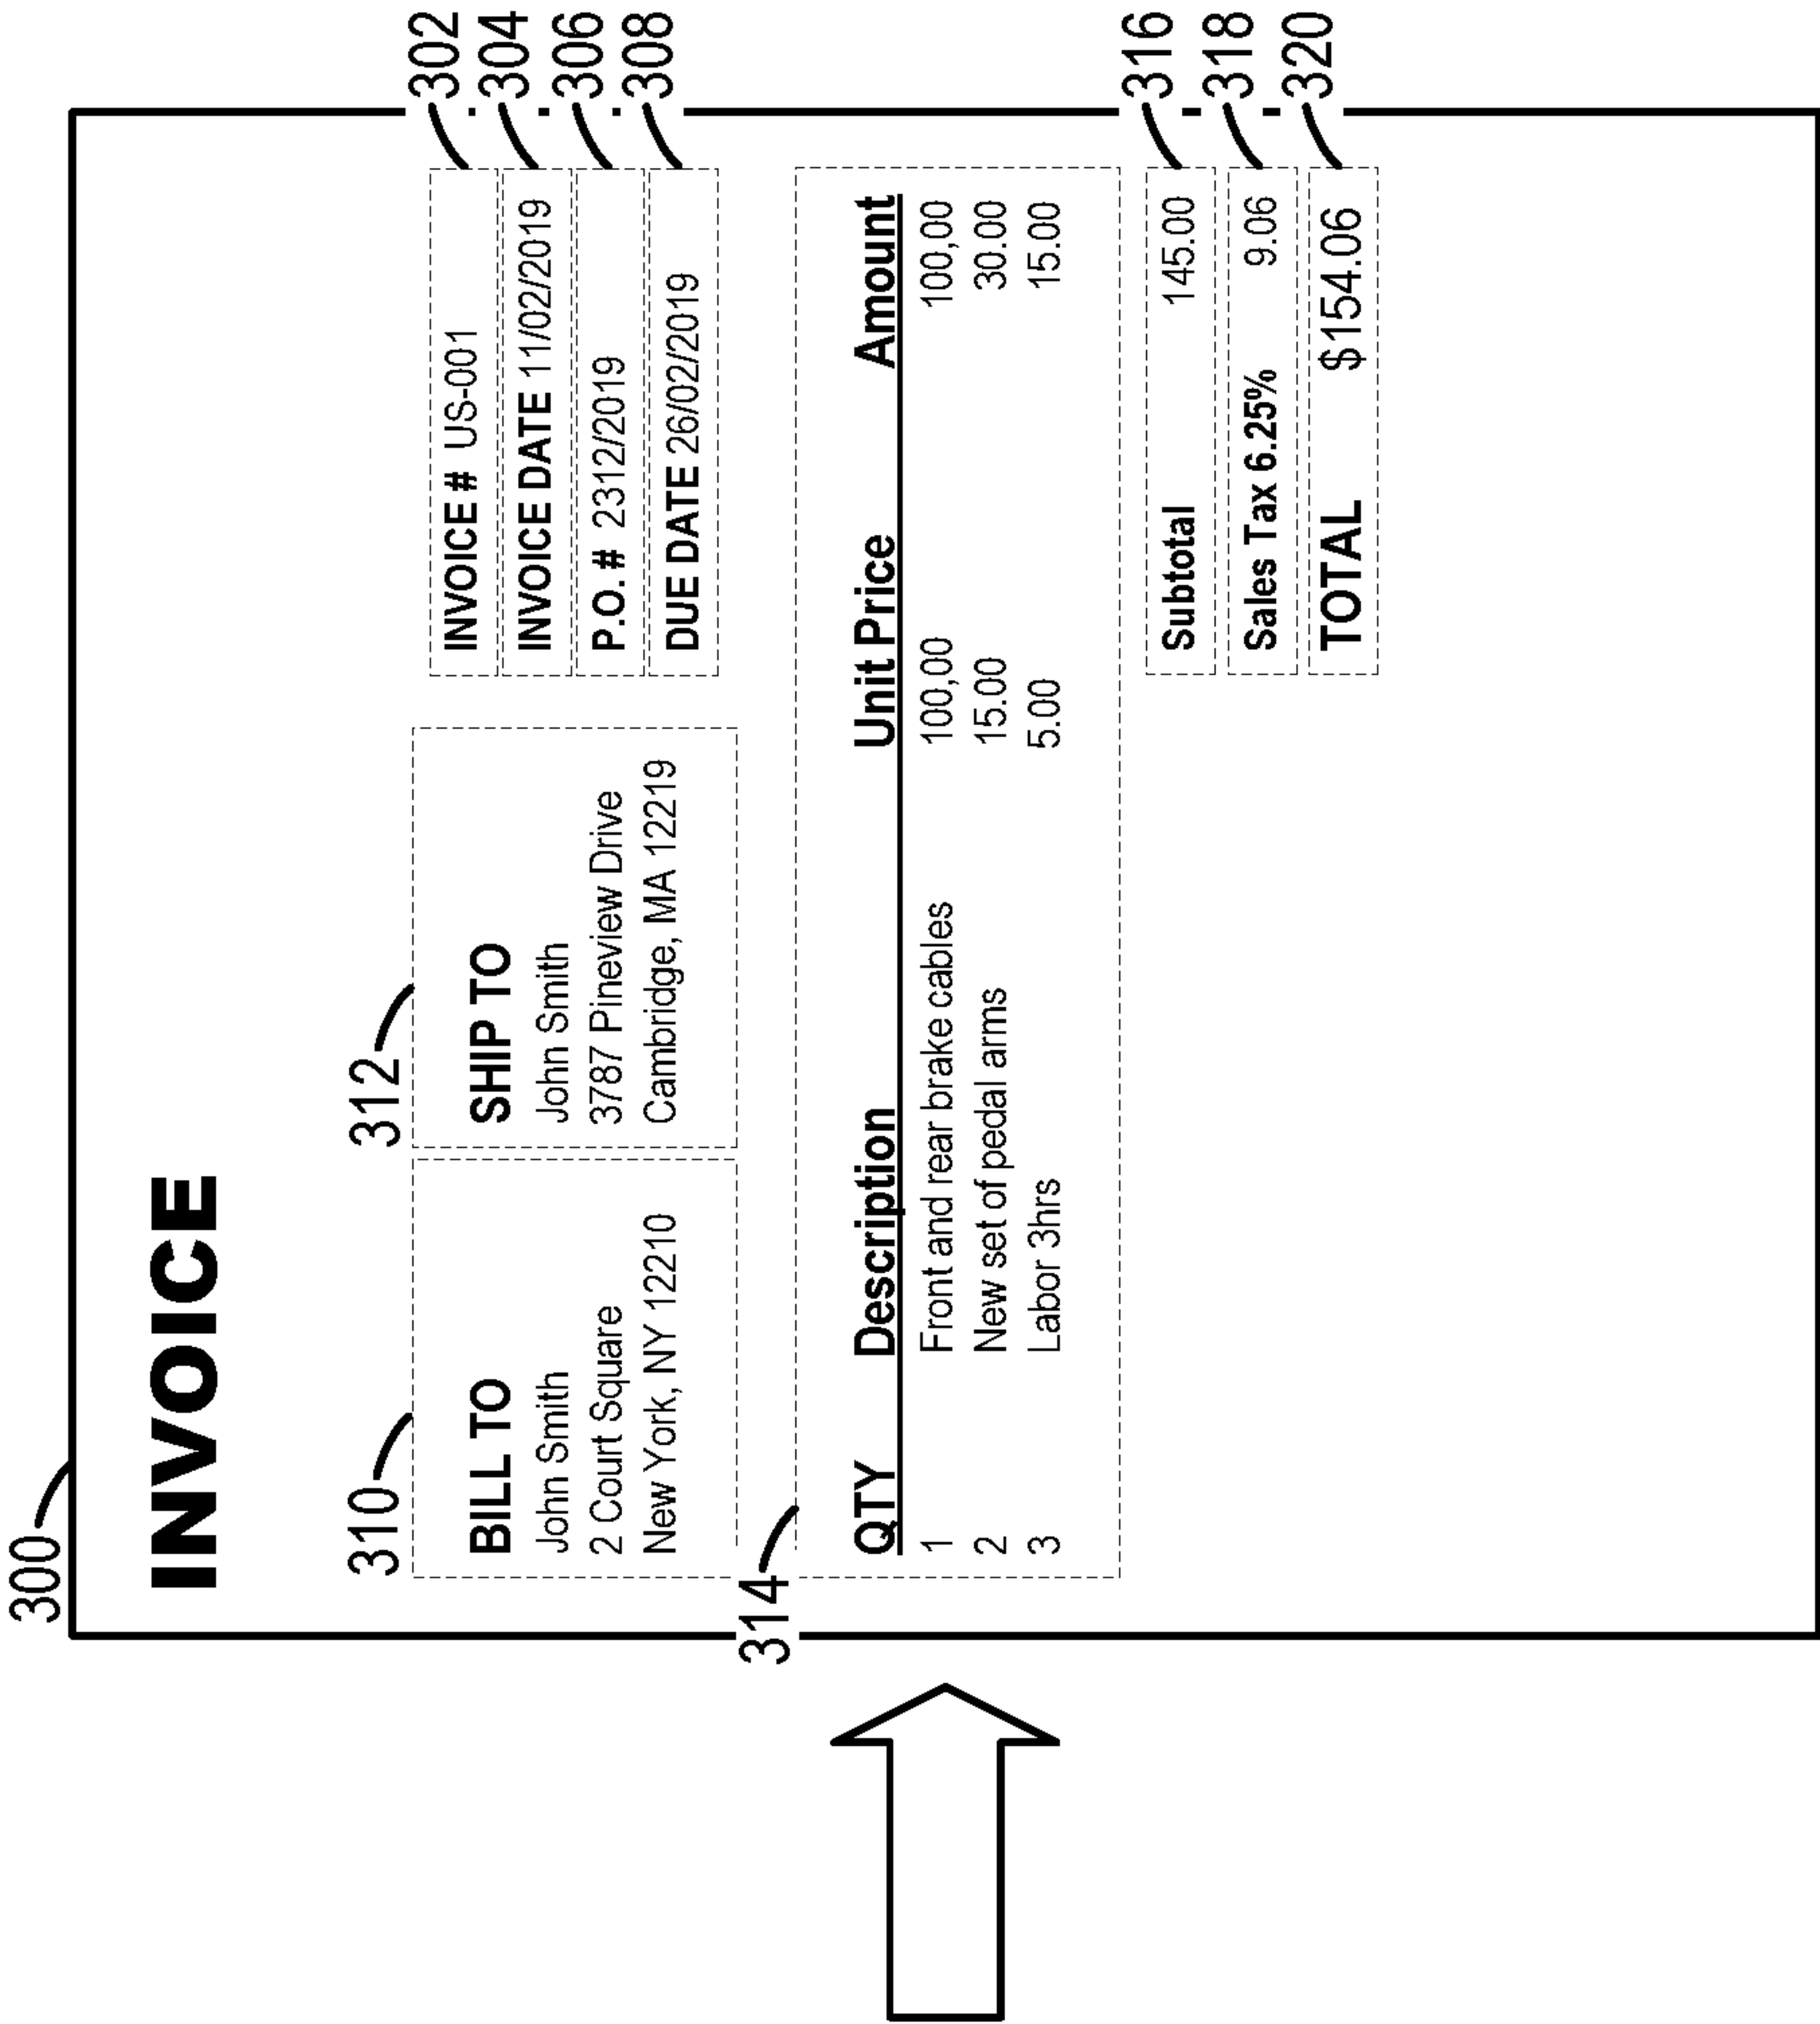 300
INVOICE
310
312
BILL TO
John Smith
2 Court Square
New York, NY 12210
SHIP TO
John Smith
3787 Pineview Drive
Cambridge, MA 12219
INVOICE # US-001
302
INVOICE DATE 11/02/2019
304
P.O. # 2312/2019
306
DUE DATE 26/02/2019
308
314
QTY Description Unit Price Amount
1 Front and rear brake cables 100,00 100,00
2 New set of pedal arms 15.00 30.00
3 Labor 3hrs 5.00 15.00
Subtotal 145.00
316
Sales Tax 6.25% 9.06
318
TOTAL $154.06
320